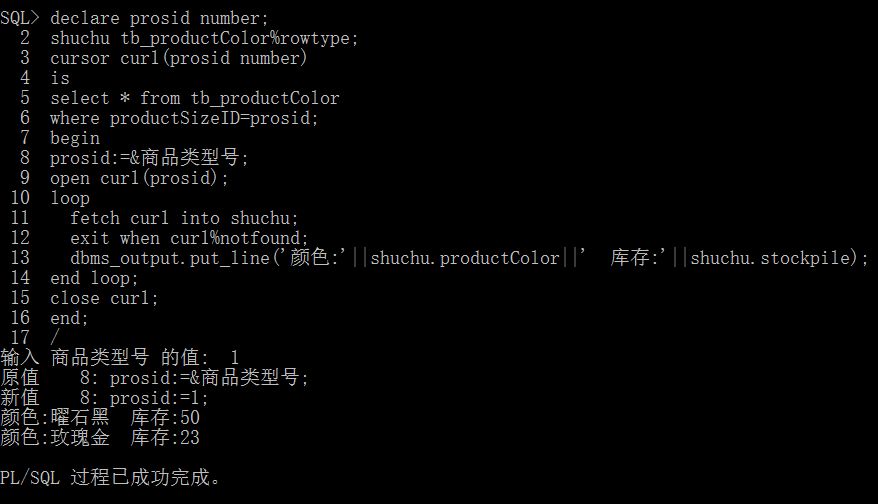 SQL> declare prosid number;
2 shuchu tb_productColor%rowtype;
3 cursor curl(prosid number)
4 is
5 select * from tb_productColor
6 where productSizeID=prosid;
7 begin
8 prosid:=&商品类型号;
9 open curl(prosid);
10 loop
11 fetch curl into shuchu;
12 exit when curl%notfound;
13 dbms_output.put_line('颜色:'||shuchu.productColor||' 库存:'||shuchu.stockpile);
14 end loop;
15 close curl;
16 end;
17 /
输入 商品类型号 的值: 1
原值 8: prosid:=&商品类型号;
新值 8: prosid:=1;
颜色:曜石黑 库存:50
颜色:玫瑰金 库存:23
PL/SQL 过程已成功完成。